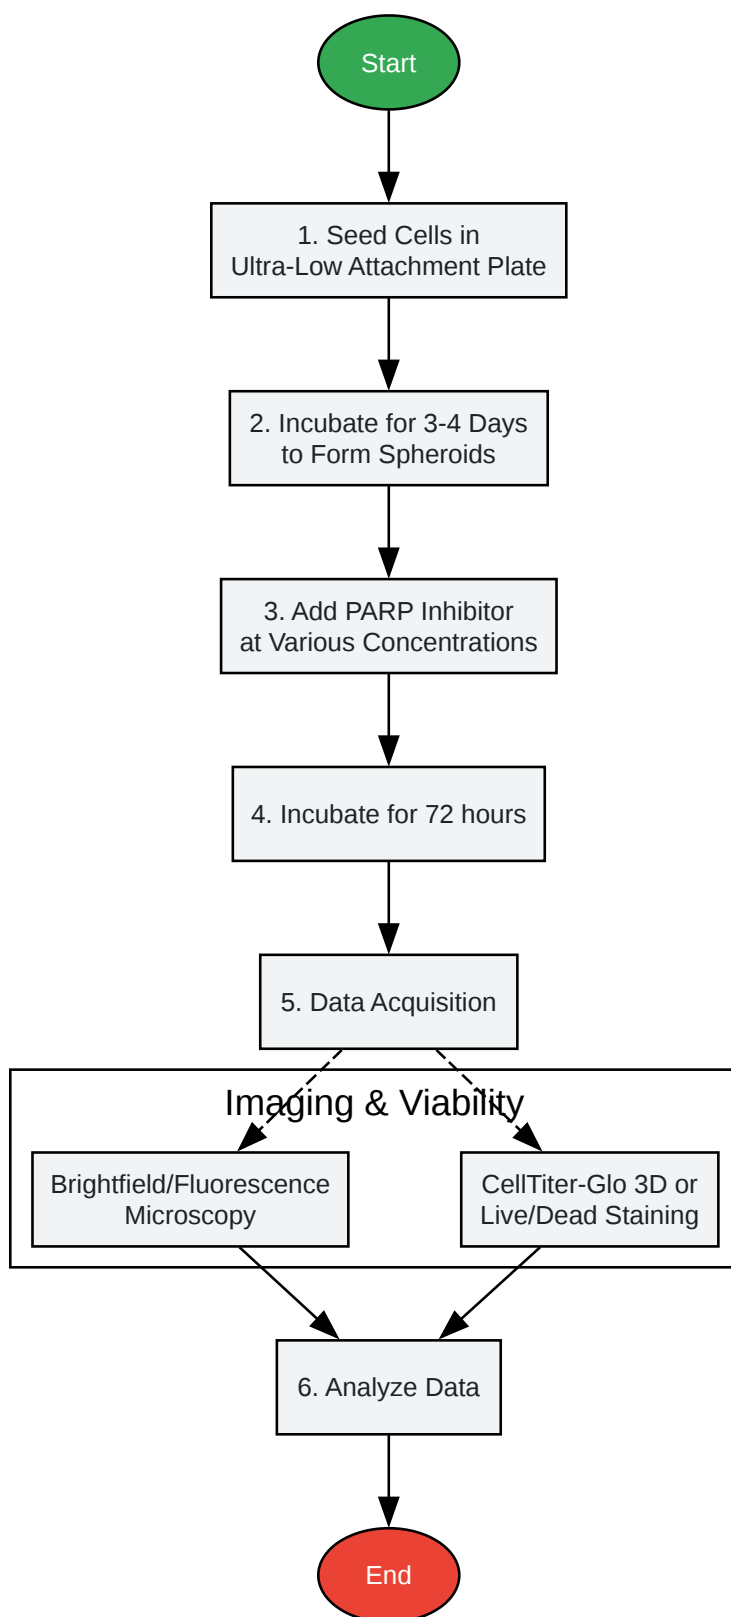 Start
1. Seed Cells in
Ultra-Low Attachment Plate
2. Incubate for 3-4 Days
to Form Spheroids
3. Add PARP Inhibitor
at Various Concentrations
4. Incubate for 72 hours
5. Data Acquisition
Imaging & Viability
Brightfield/Fluorescence
Microscopy
CellTiter-Glo 3D or
Live/Dead Staining
6. Analyze Data
End